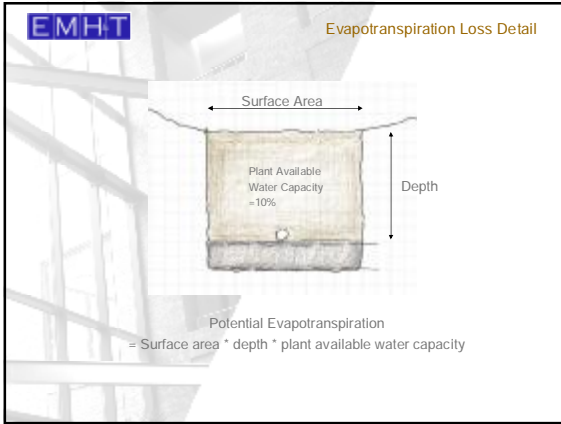 EMH&T
Evapotranspiration Loss Detail
Surface Area
Plant Available
Water Capacity
=10%
Depth
Potential Evapotranspiration
= Surface area * depth * plant available water capacity